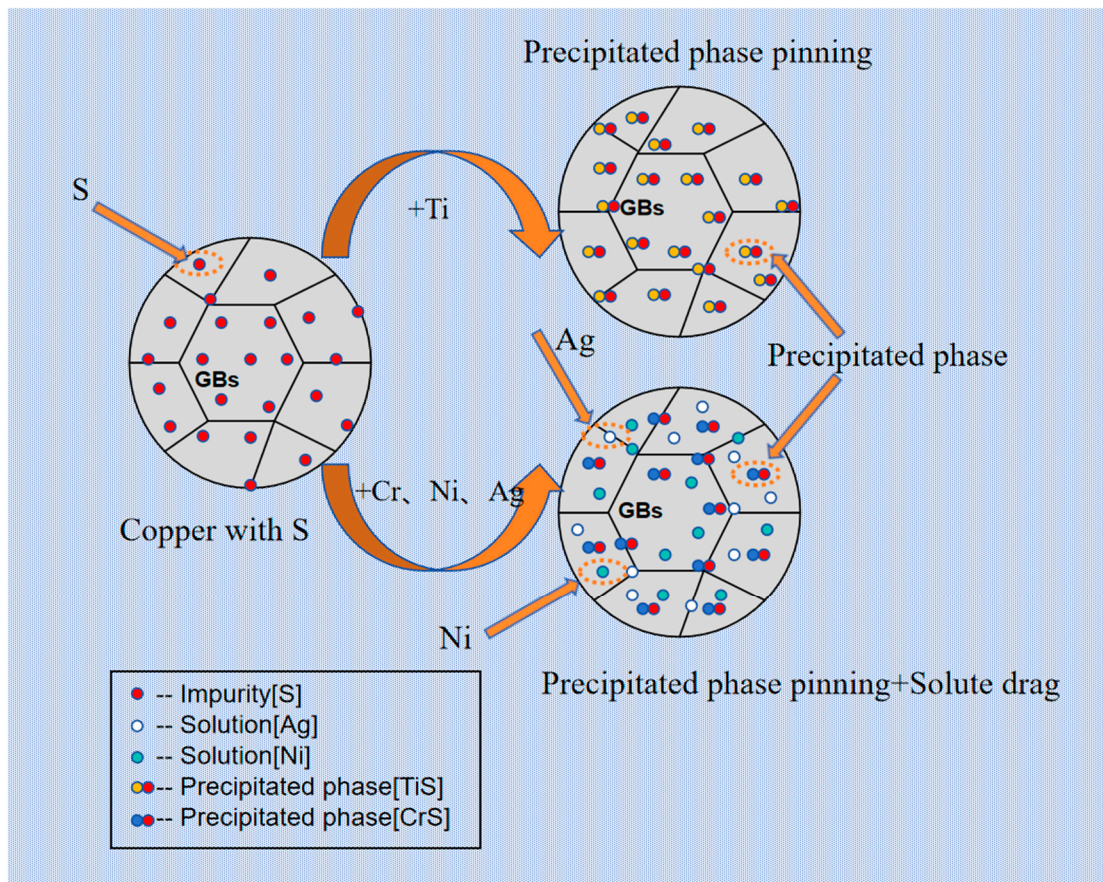 Precipitated phase pinning
S
+Ti
GBs
Ag
Precipitated phase
GBs
+Cr、Ni、Ag
GBs
Copper with S
Ni
Precipitated phase pinning+Solute drag
-- Impurity[S]
-- Solution[Ag]
-- Solution[Ni]
-- Precipitated phase[TiS]
-- Precipitated phase[CrS]